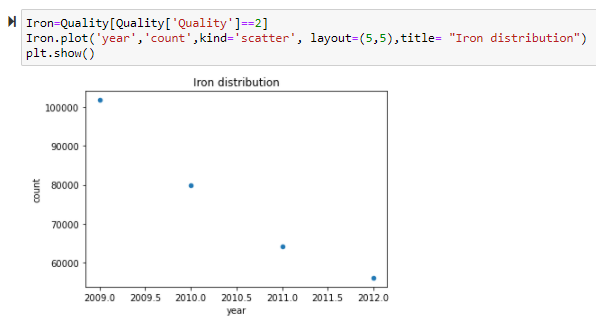 Iron=Quality[Quality['Quality']==2]
Iron.plot('year','count',kind='scatter', layout=(5,5),title= "Iron distribution")
plt.show()
Iron distribution
100000
90000
80000
70000
60000
count
2009.0 2009.5 2010.0 2010.5 2011.0 2011.5 2012.0
year